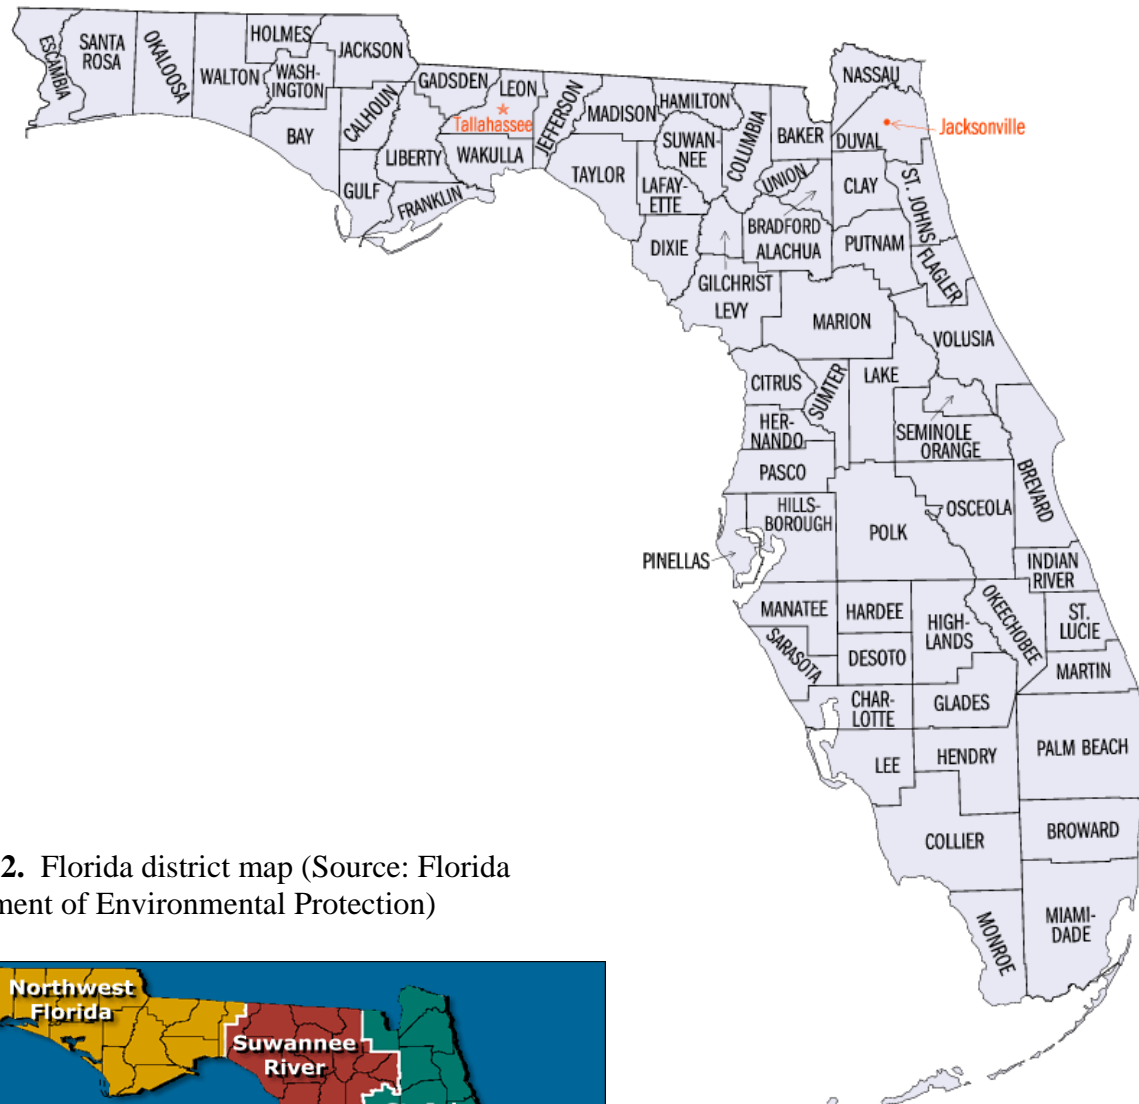 HOLMES
JACKSON
ESCAMBIA
SANTA
ROSA
OKALOOSA
WALTON
WASH-
INGTON
BAY
CALHOUN
GULF
LIBERTY
FRANKLIN
GADSDEN
LEON
Tallahassee
WAKULLA
JEFFERSON
MADISON
TAYLOR
HAMILTON
SUWAN-
NEE
LAFAY-
ETTE
DIXIE
COLUMBIA
BAKER
NASSAU
DUVAL
Jacksonville
UNION
CLAY
ST. JOHNS
BRADFORD
ALACHUA
PUTNAM
FLAGLER
GILCHRIST
LEVY
MARION
VOLUSIA
CITRUS
SUMTER
LAKE
HER-
NANDO
SEMINOLE
ORANGE
BREVARD
PASCO
HILLS-
BOROUGH
POLK
OSCEOLA
PINELLAS
INDIAN
RIVER
MANATEE
HARDEE
HIGH-
LANDS
OKEECHOBEE
ST.
LUCIE
SARASOTA
DESOTO
MARTIN
CHAR-
LOTTE
GLADES
LEE
HENDRY
PALM BEACH
COLLIER
BROWARD
MONROE
MIAMI-
DADE
2. Florida district map (Source: Florida
ment of Environmental Protection)
Northwest
Florida
Suwannee
River